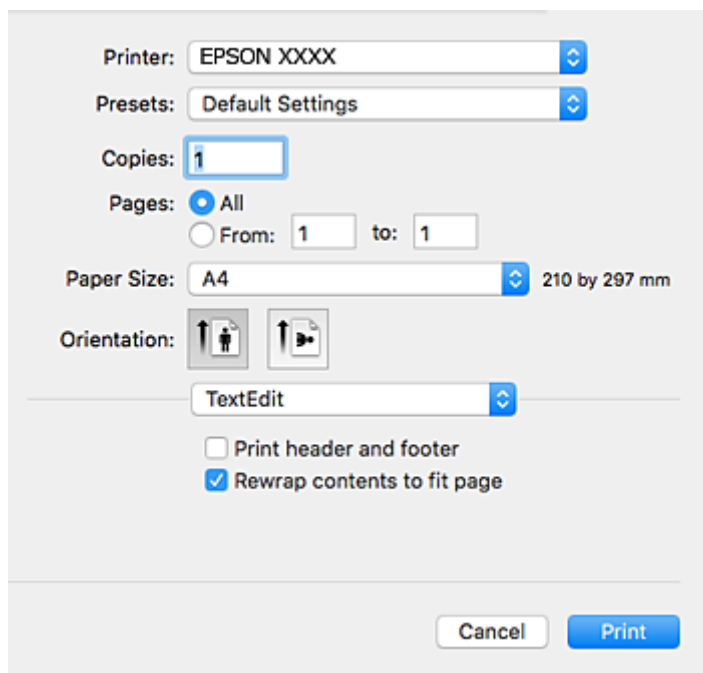 Printer: EPSON XXXX
Presets: Default Settings
Copies: 1
Pages: All
From: 1 to: 1
Paper Size: A4 210 by 297 mm
Orientation:
TextEdit
Print header and footer
Rewrap contents to fit page
Cancel Print